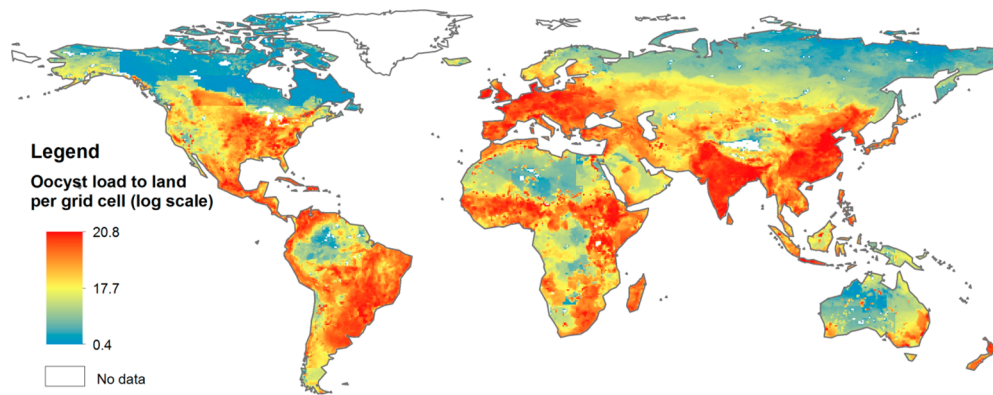 Legend
Oocyst load to land
per grid cell (log scale)
20.8
17.7
0.4
No data